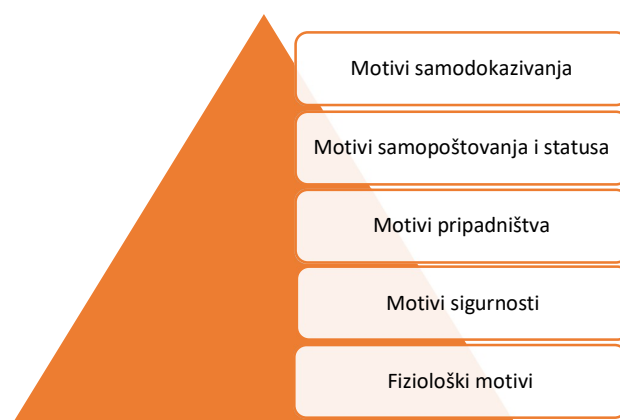 Motivi samodokazivanja
Motivi samopoštovanja i statusa
Motivi pripadništva
Motivi sigurnosti
Fiziološki motivi